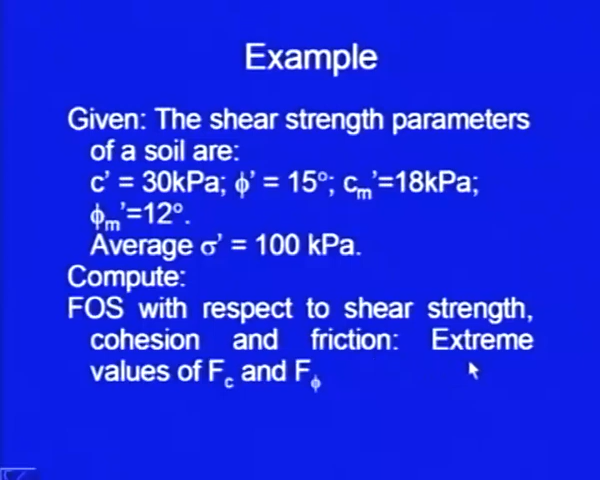 Example
Given: The shear strength parameters
of a soil are:
c' = 30kPa; ϕ' = 15°; cm'=18kPa;
ϕm'=12°.
Average σ' = 100 kPa.
Compute:
FOS with respect to shear strength,
cohesion and friction: Extreme
values of Fc and Fϕ